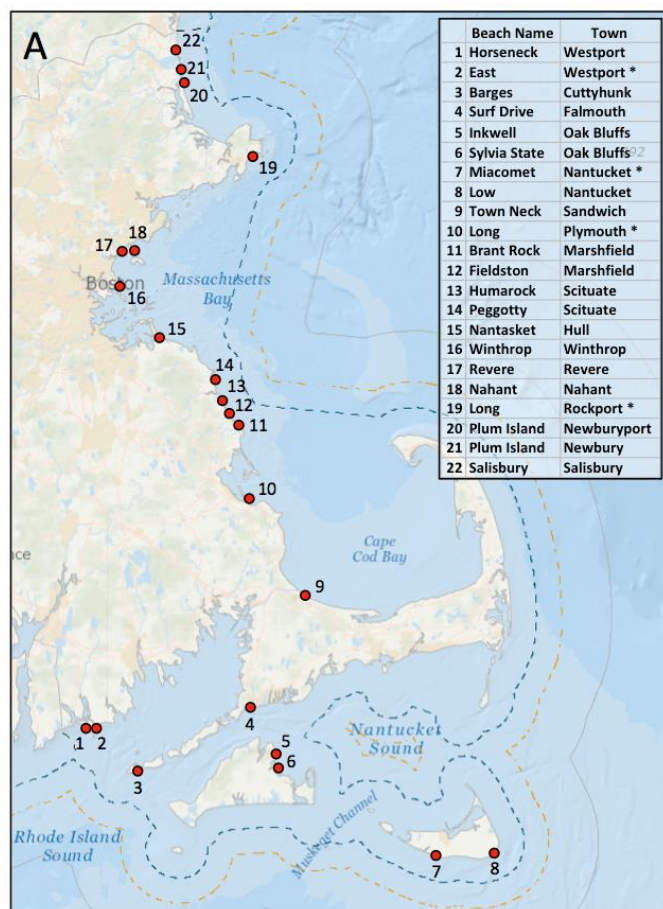 A
Beach Name Town
1 Horseneck Westport
2 East Westport *
3 Barges Cuttyhunk
4 Surf Drive Falmouth
5 Inkwell Oak Bluffs
6 Sylvia State Oak Bluffs
7 Miacomet Nantucket *
8 Low Nantucket
9 Town Neck Sandwich
10 Long Plymouth *
11 Brant Rock Marshfield
12 Fieldston Marshfield
13 Humarock Scituate
14 Peggotty Scituate
15 Nantasket Hull
16 Winthrop Winthrop
17 Revere Revere
18 Nahant Nahant
19 Long Rockport *
20 Plum Island Newburyport
21 Plum Island Newbury
22 Salisbury Salisbury
22
21
20
19
18
17
Boston
Massachusetts
Bay
16
15
14
13
12
11
10
Cape
Cod Bay
9
4
Nantucket
Sound
5
6
1 2
3
Muskeget Channel
Rhode Island
Sound
7
8